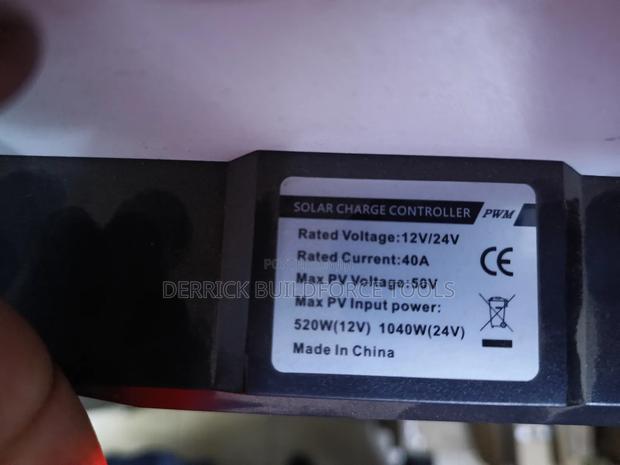 SOLAR CHARGE CONTROLLER PWM
Rated Voltage:12V/24V
Rated Current:40A
CE
Max PV Voltage:50V
DERRICK BUILDFORCE TOOLS
Max PV Input power:
520W(12V) 1040W(24V)
Made In China